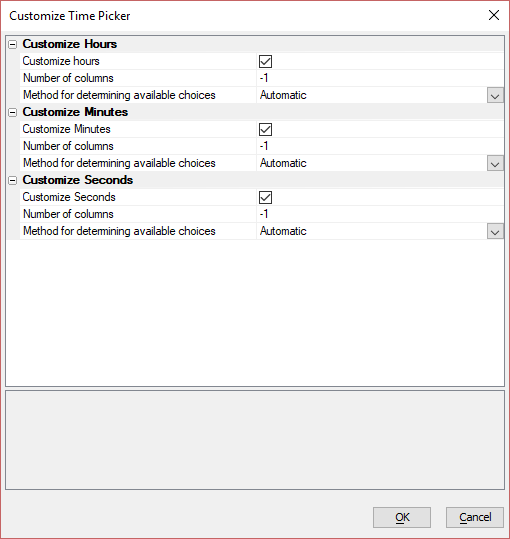 Customize Time Picker
Customize Hours
Customize hours
Number of columns -1
Method for determining available choices Automatic
Customize Minutes
Customize Minutes
Number of columns -1
Method for determining available choices Automatic
Customize Seconds
Customize Seconds
Number of columns -1
Method for determining available choices Automatic
OK Cancel